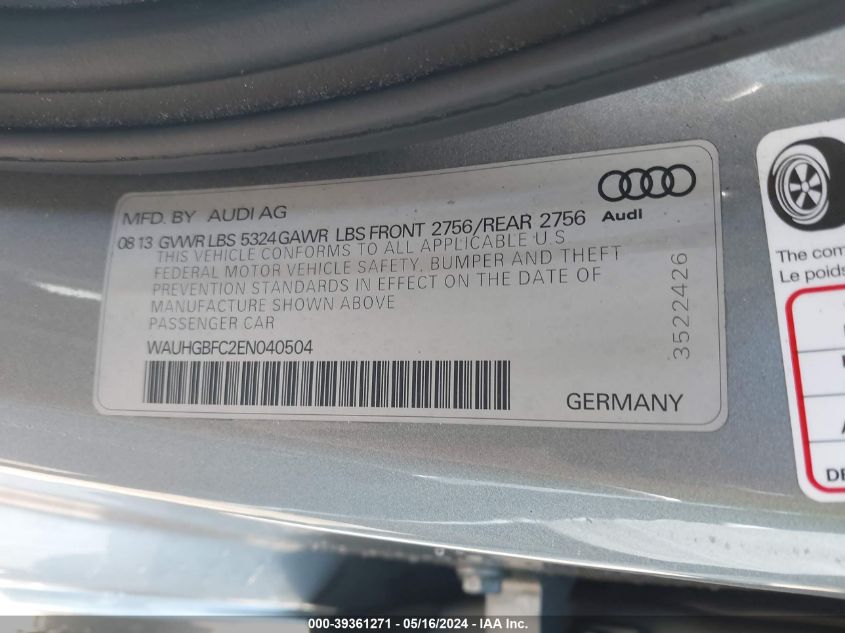 MFD. BY AUDI AG
Audi
08 13 GVWR LBS 5324 GAWR LBS FRONT 2756/REAR 2756
THIS VEHICLE CONFORMS TO ALL APPLICABLE U.S
FEDERAL MOTOR VEHICLE SAFETY, BUMPER AND THEFT
PREVENTION STANDARDS IN EFFECT ON THE DATE OF
MANUFACTURE SHOWN ABOVE
PASSENGER CAR
WAUHGBFC2EN040504
GERMANY
3522426
The com
Le poids
DE
000-39361271 - 05/16/2024 - IAA Inc.